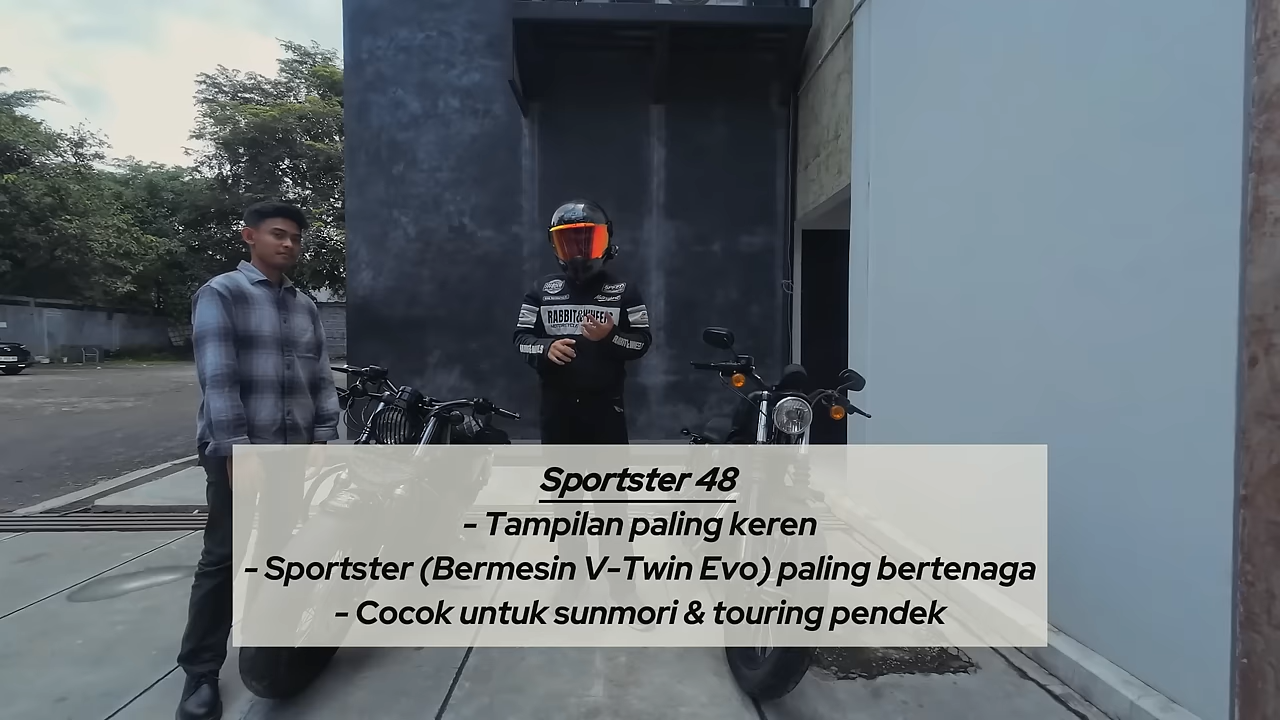 RABBIT&WHEELS
Sportster 48
- Tampilan paling keren
- Sportster (Bermesin V-Twin Evo) paling bertenaga
- Cocok untuk sunmori & touring pendek